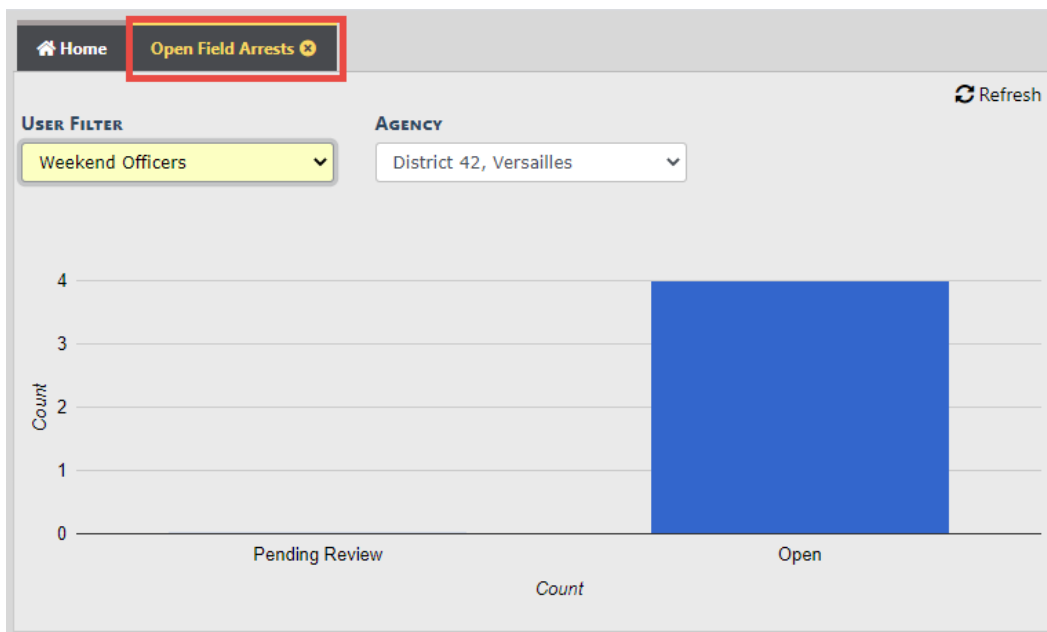 Home
Open Field Arrests
Refresh
USER FILTER
AGENCY
Weekend Officers
District 42, Versailles
4
3
2
1
0
Count
Pending Review
Open
Count